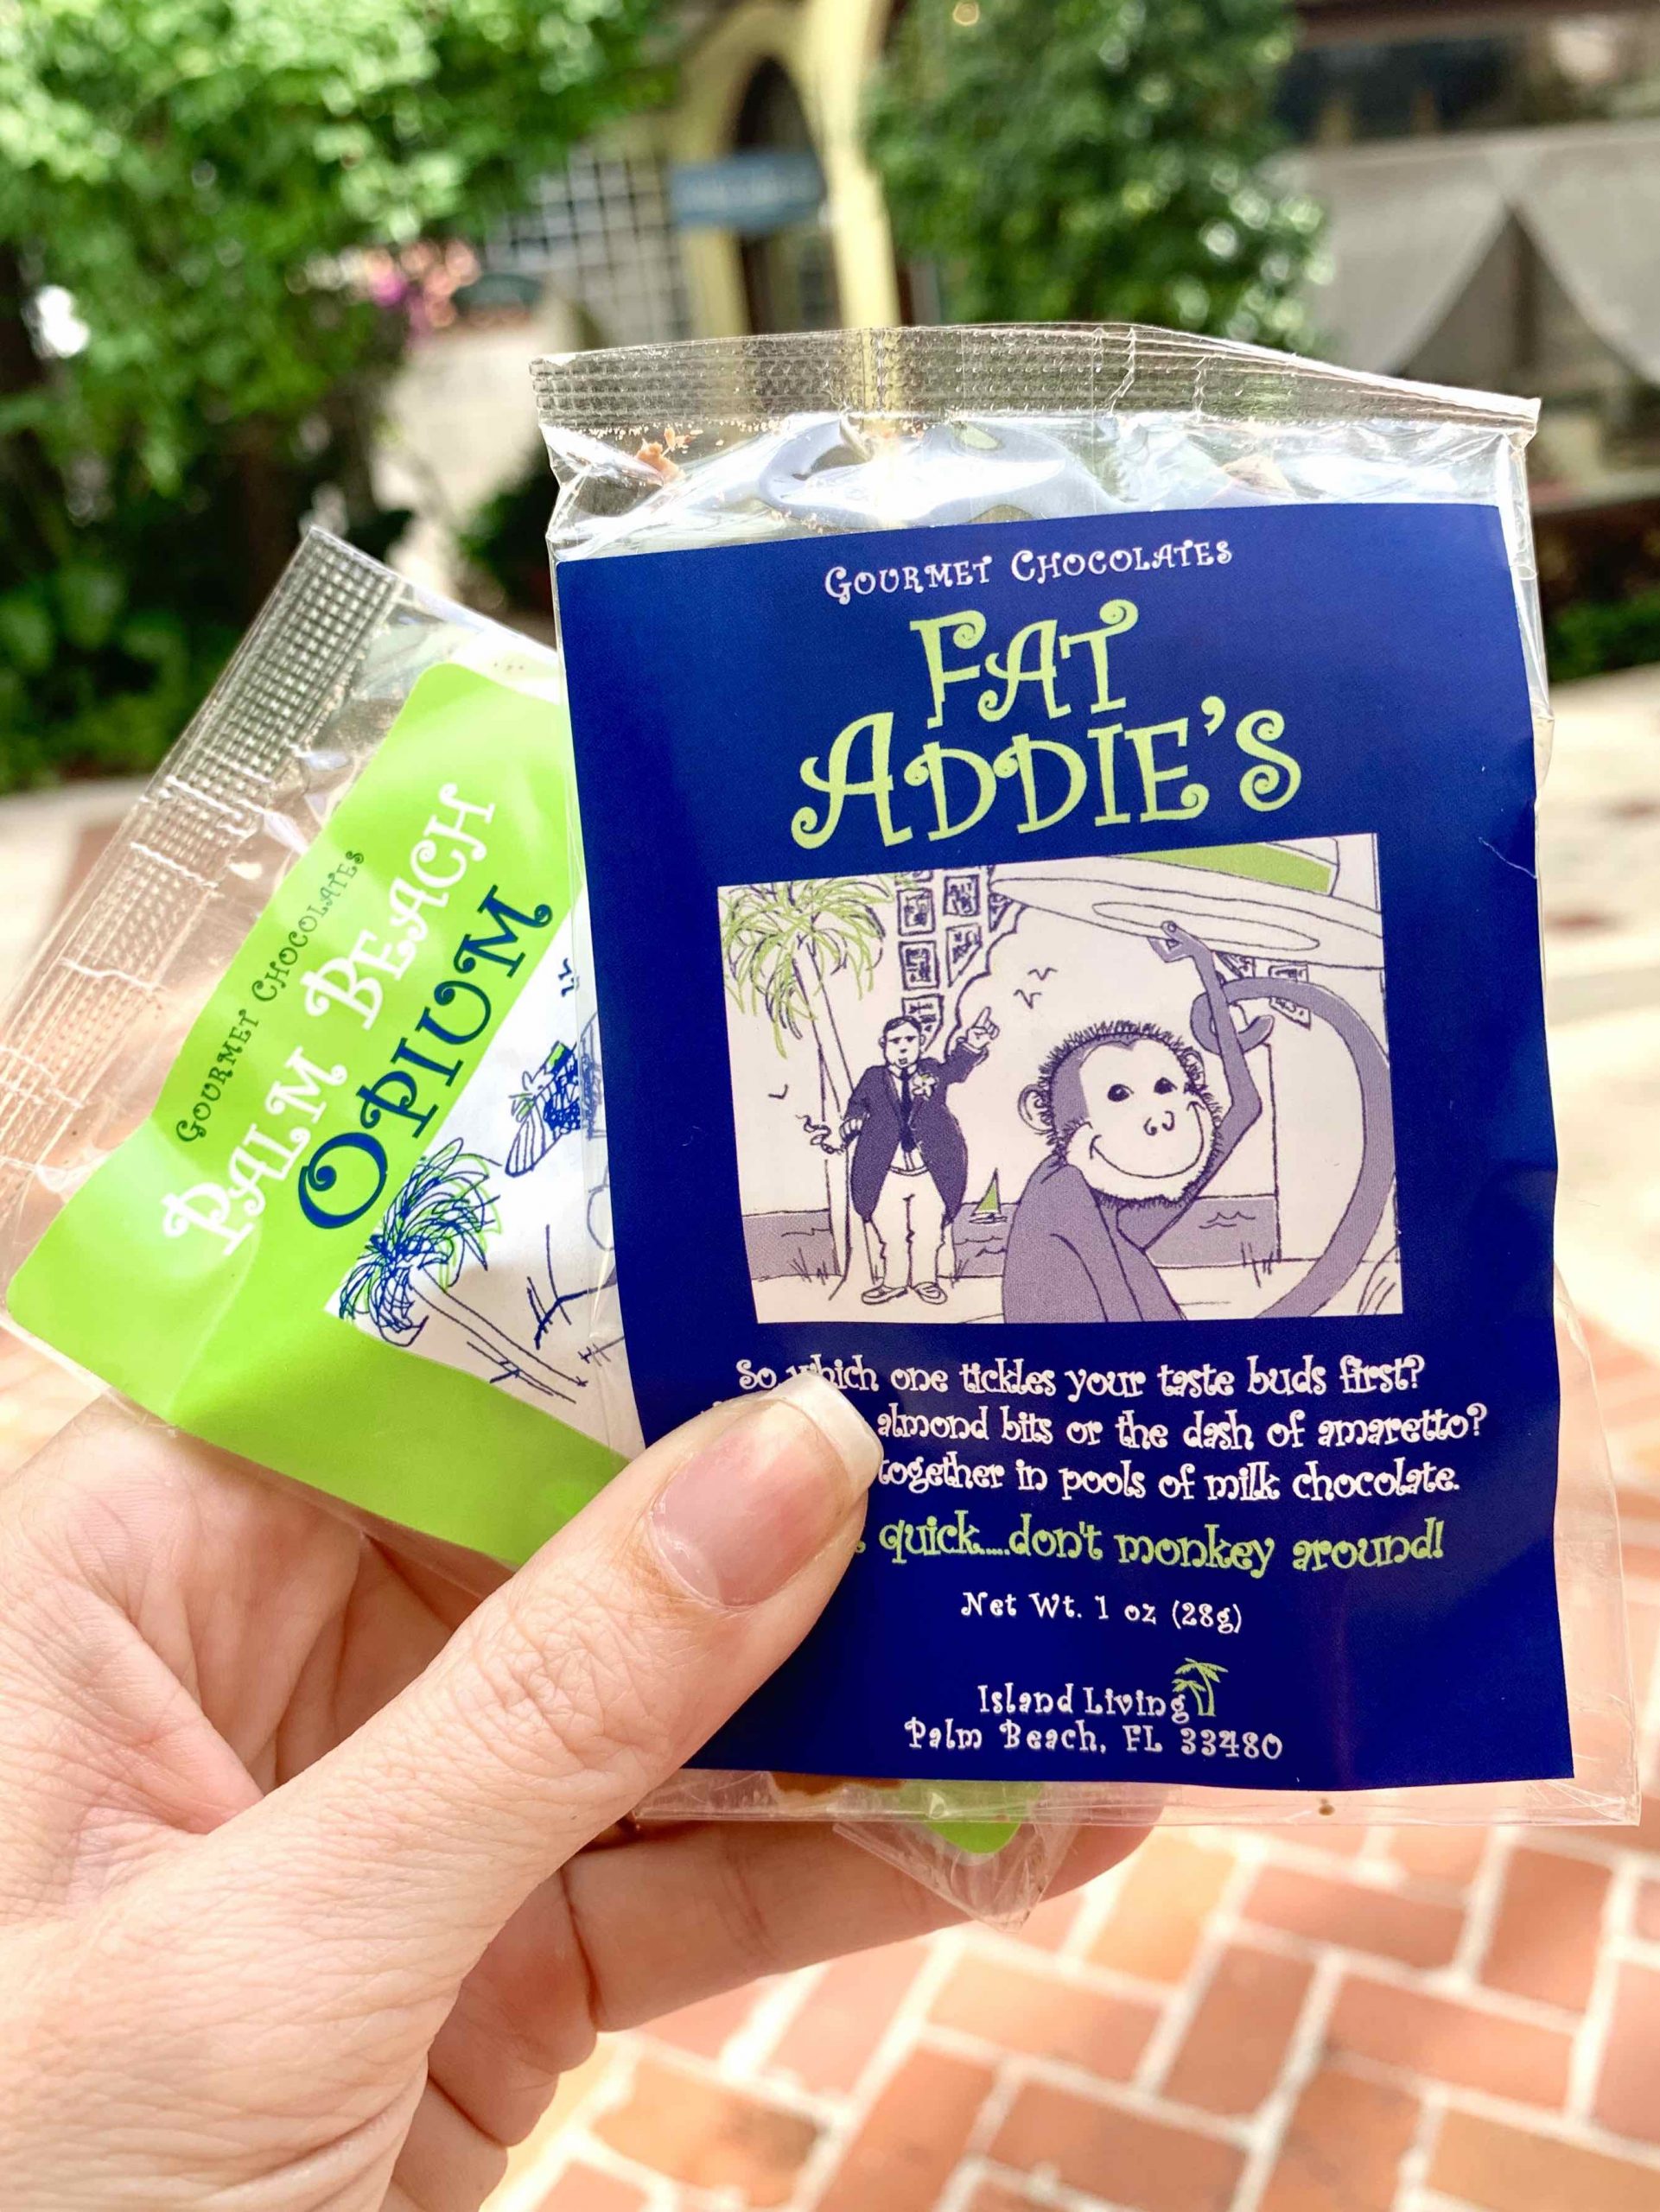 GOURMET CHOCOLATES
PALM BEACH
OPIUM
GOURMET CHOCOLATES
FAT
ADDIE'S
So which one tickles your taste buds first?
almond bits or the dash of amaretto?
together in pools of milk chocolate.
quick....don't monkey around!
Net Wt. 1 oz (28g)
Island Living
Palm Beach, FL 33480